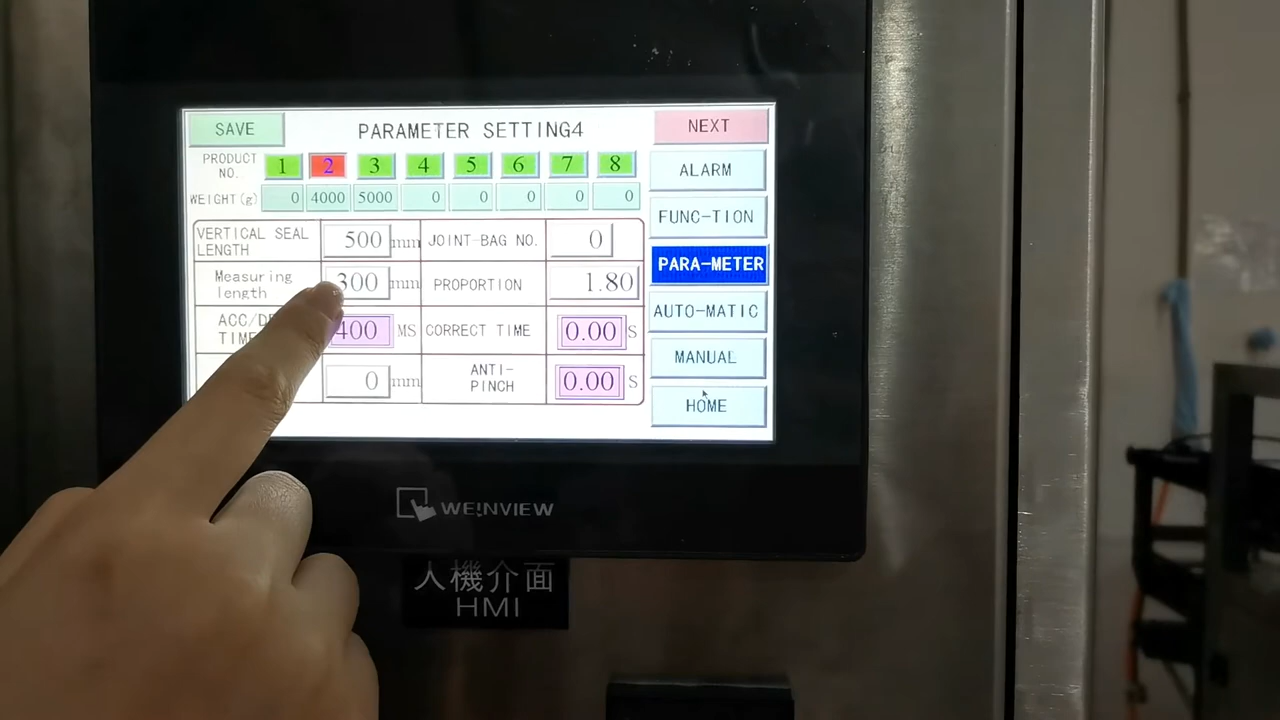 SAVE
PARAMETER SETTING4
NEXT
PRODUCT
NO.
1 2 3 4 5 6 7 8
WEIGHT(g) 0 4000 5000 0 0 0 0 0
VERTICAL SEAL
LENGTH
500 mm
JOINT-BAG NO. 0
Measuring
length
300 mm
PROPORTION 1.80
TIME
400 MS
CORRECT TIME 0.00 S
0 mm
ANTI-
PINCH
0.00 S
ALARM
FUNC-TION
PARA-METER
AUTO-MATIC
MANUAL
HOME
WEINVIEW
人機介面
HMI